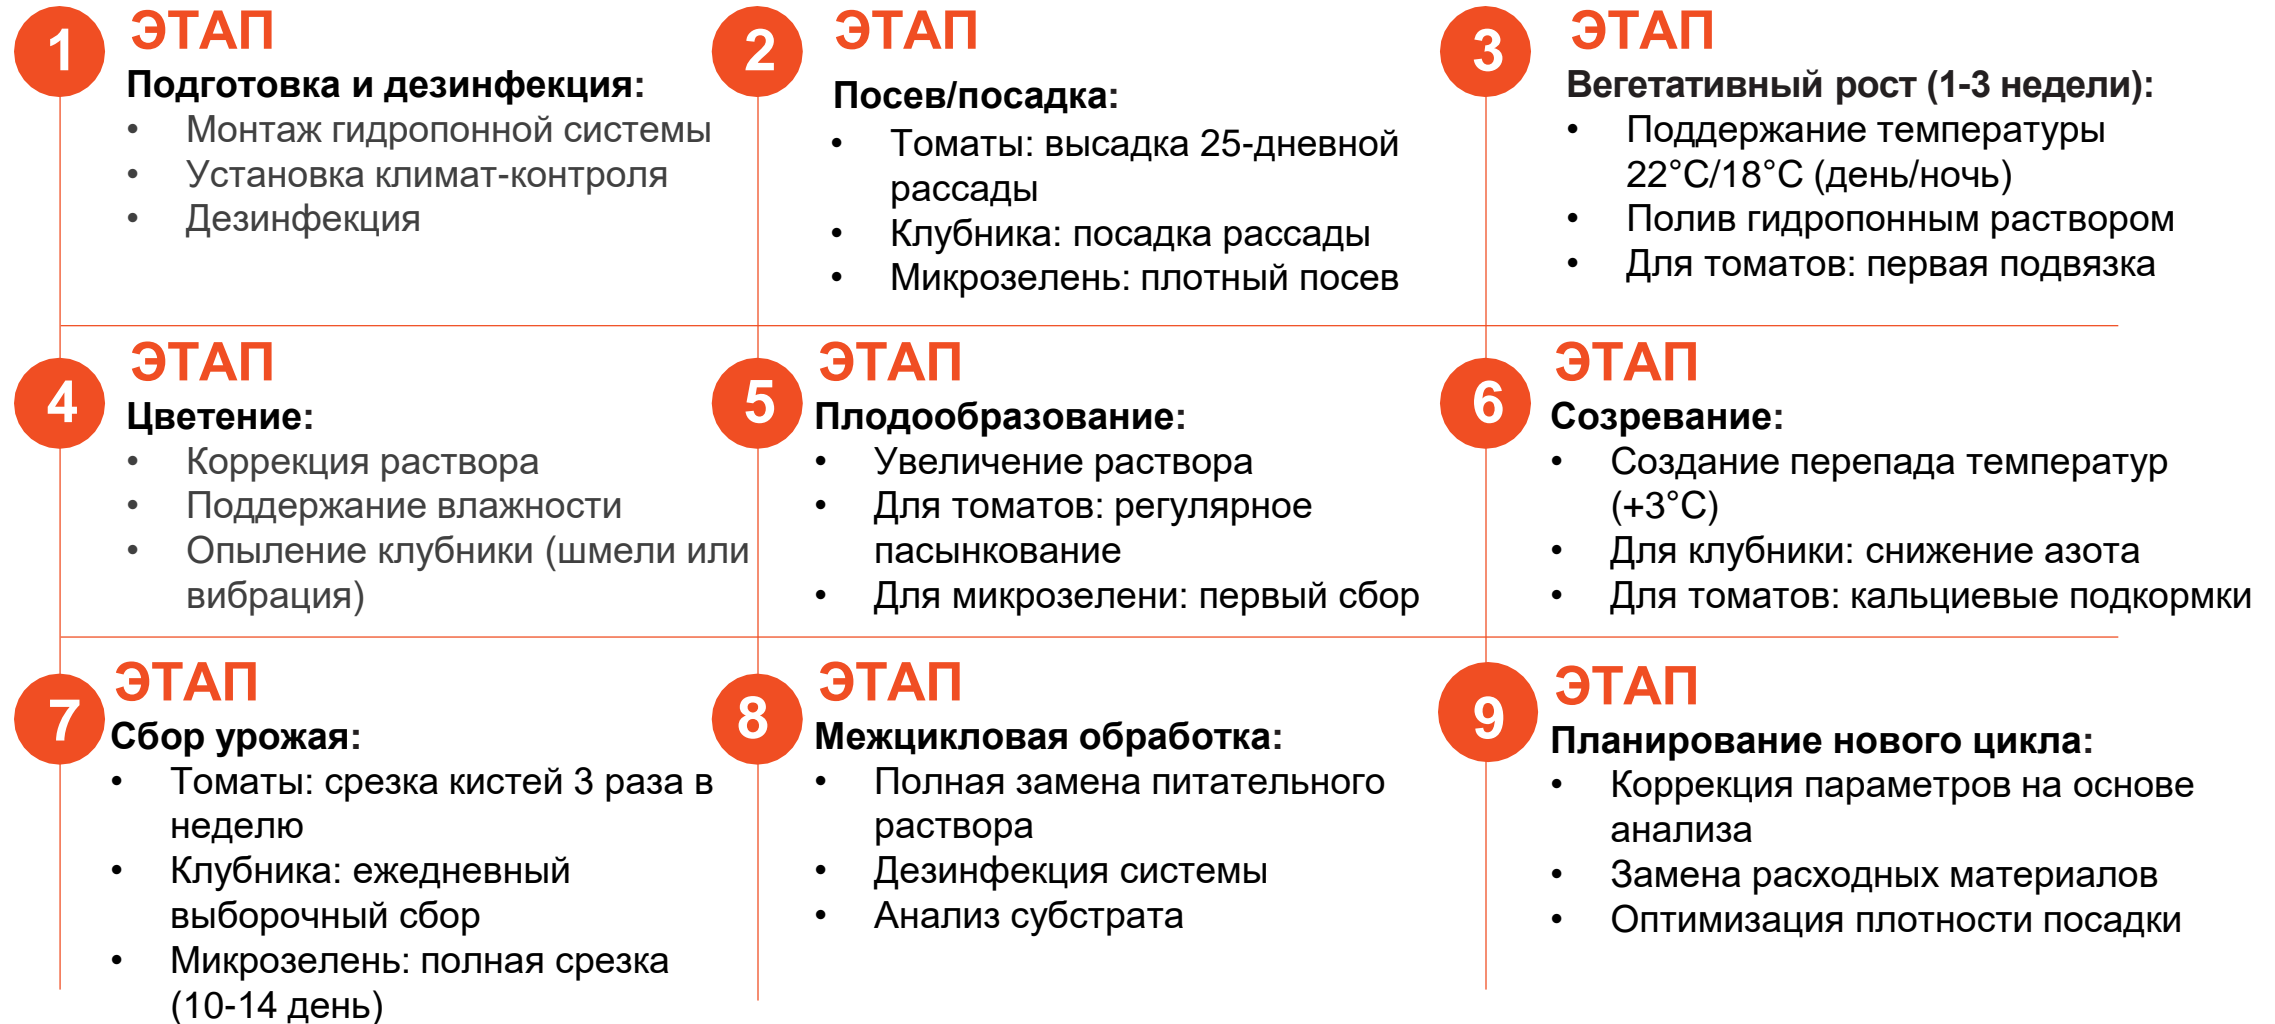 1
ЭТАП
Подготовка и дезинфекция:
• Монтаж гидропонной системы
• Установка климат-контроля
• Дезинфекция
2
ЭТАП
Посев/посадка:
• Томаты: высадка 25-дневной
рассады
• Клубника: посадка рассады
• Микрозелень: плотный посев
3
ЭТАП
Вегетативный рост (1-3 недели):
• Поддержание температуры
22°C/18°C (день/ночь)
• Полив гидропонным раствором
• Для томатов: первая подвязка
4
ЭТАП
Цветение:
• Коррекция раствора
• Поддержание влажности
• Опыление клубники (шмели или
вибрация)
5
ЭТАП
Плодообразование:
• Увеличение раствора
• Для томатов: регулярное
пасынкование
• Для микрозелени: первый сбор
6
ЭТАП
Созревание:
• Создание перепада температур
(+3°C)
• Для клубники: снижение азота
• Для томатов: кальциевые подкормки
7
ЭТАП
Сбор урожая:
• Томаты: срезка кистей 3 раза в
неделю
• Клубника: ежедневный
выборочный сбор
• Микрозелень: полная срезка
(10-14 день)
8
ЭТАП
Межцикловая обработка:
• Полная замена питательного
раствора
• Дезинфекция системы
• Анализ субстрата
9
ЭТАП
Планирование нового цикла:
• Коррекция параметров на основе
анализа
• Замена расходных материалов
• Оптимизация плотности посадки